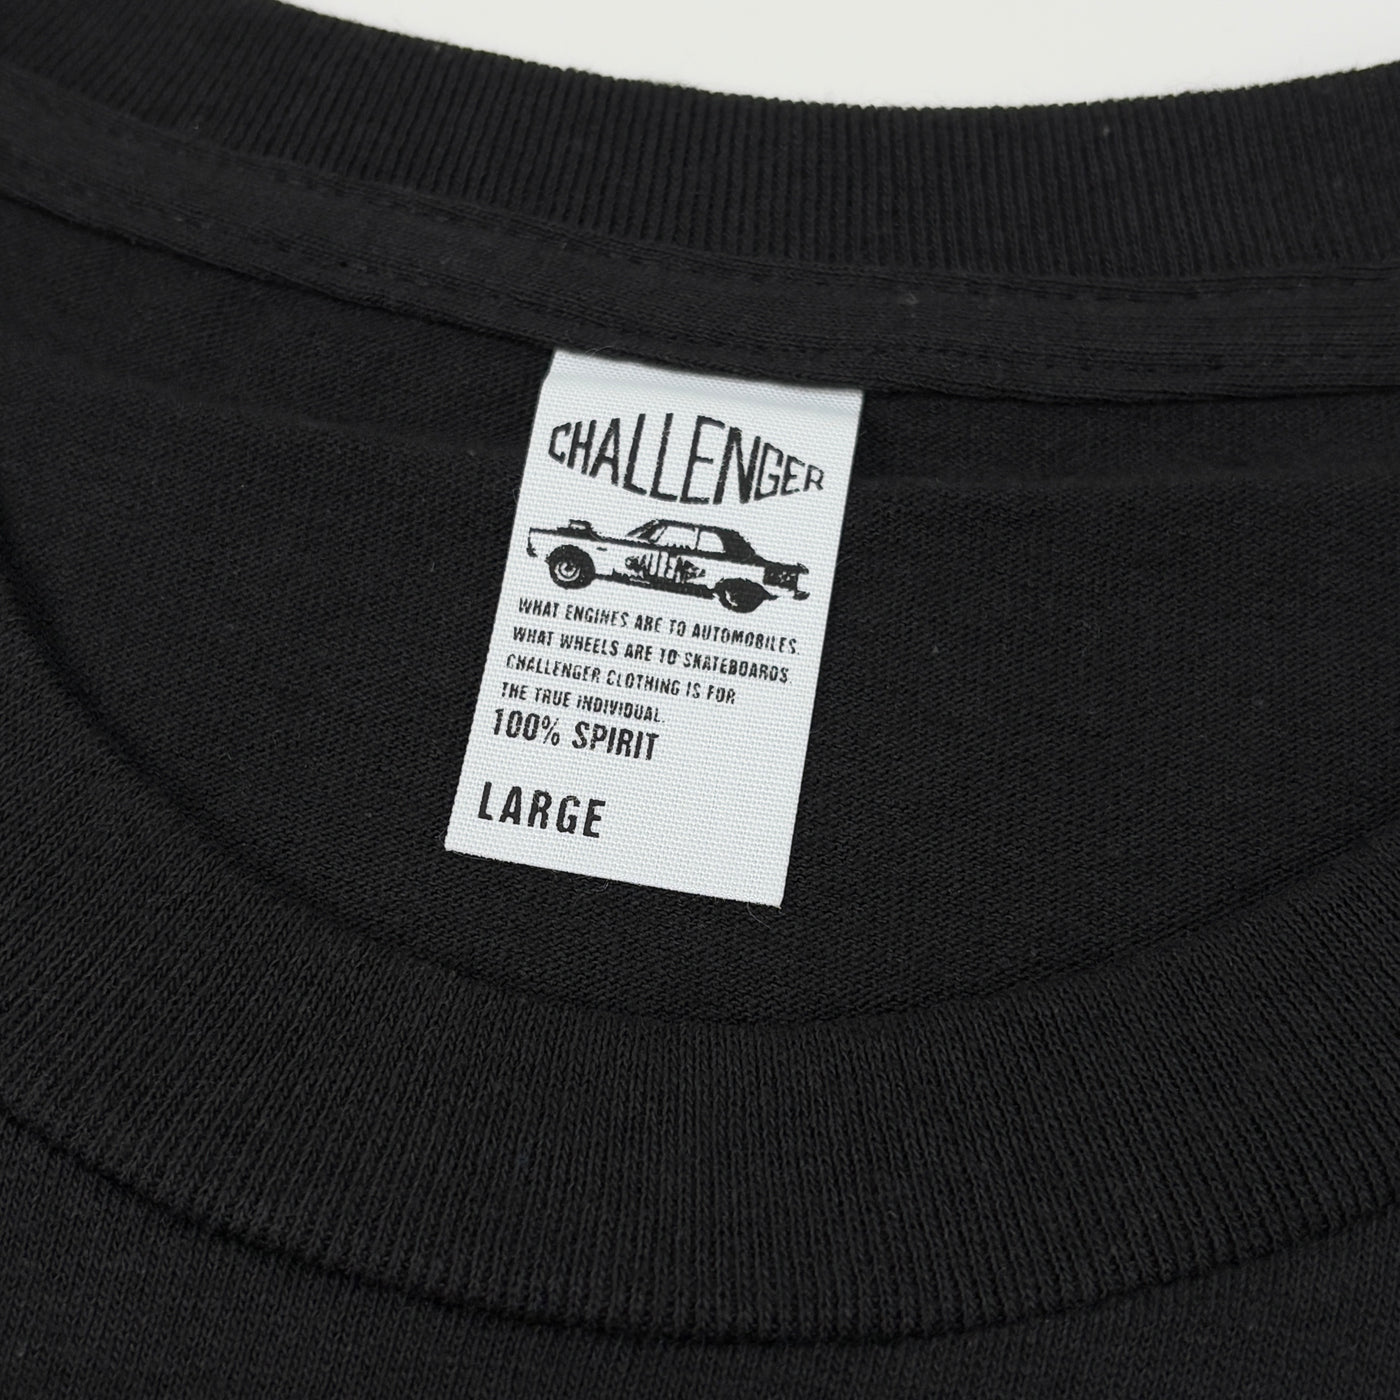 CHALLENGER
CHALLENGER
WHAT ENGINES ARE TO AUTOMOBILES.
WHAT WHEELS ARE TO SKATEBOARDS.
CHALLENGER CLOTHING IS FOR
THE TRUE INDIVIDUAL.
100% SPIRIT
LARGE